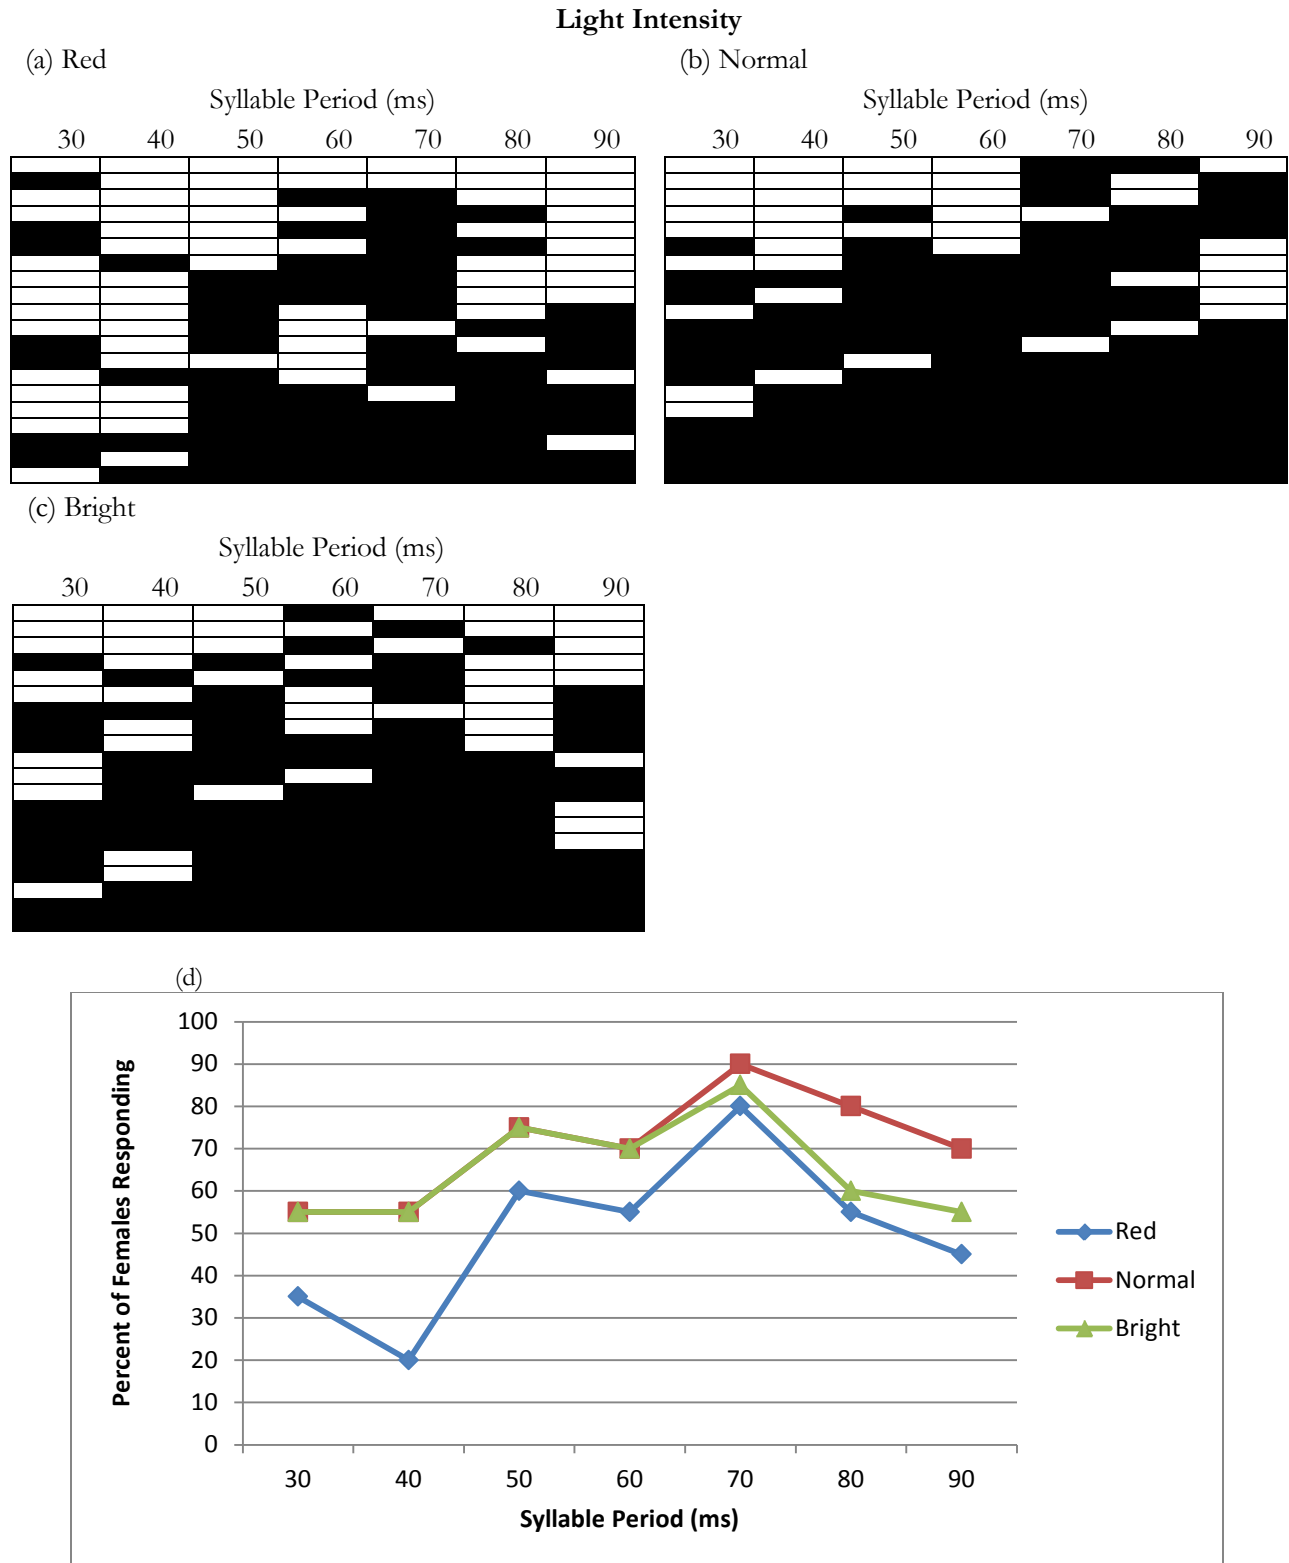 Light Intensity
(a) Red
(b) Normal
Syllable Period (ms)
Syllable Period (ms)
30 40 50 60 70 80 90
30 40 50 60 70 80 90
(c) Bright
Syllable Period (ms)
30 40 50 60 70 80 90
(d)
Percent of Females Responding
100
90
80
70
60
50
40
30
20
10
0
30 40 50 60 70 80 90
Syllable Period (ms)
Red
Normal
Bright